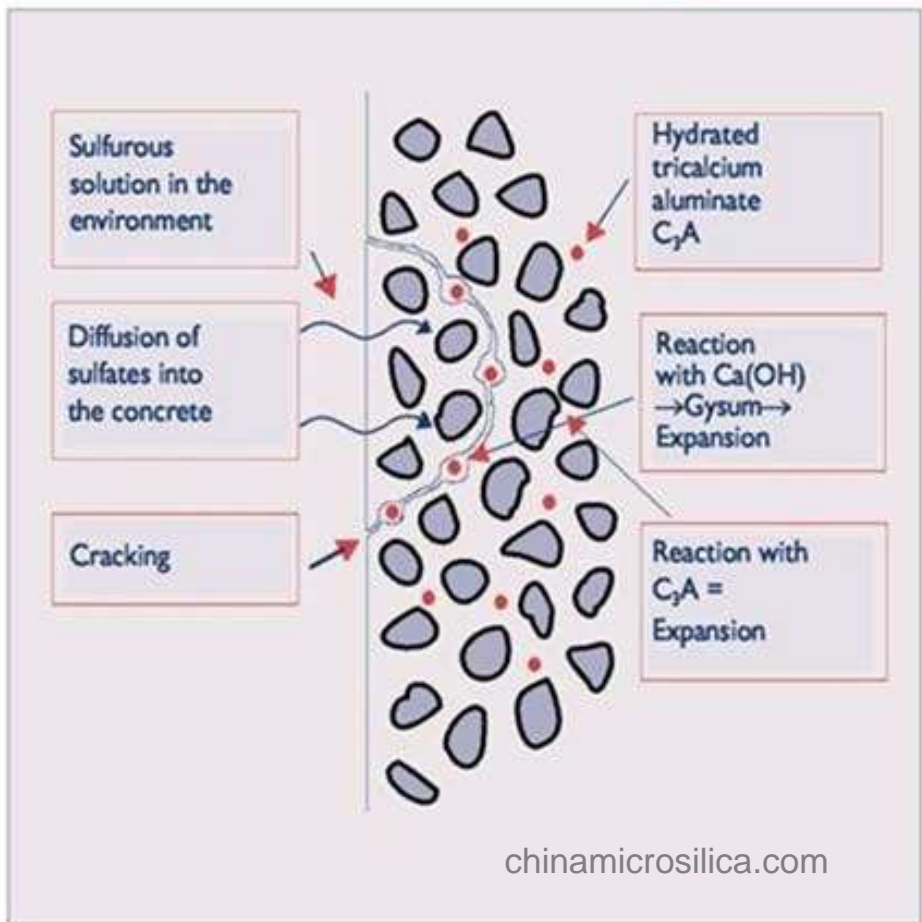 Sulfurous
solution in the
environment
Diffusion of
sulfates into
the concrete
Cracking
Hydrated
tricalcium
aluminate
C₃A
Reaction
with Ca(OH)
→Gysum→
Expansion
Reaction with
C₃A =
Expansion
chinamicrosilica.com